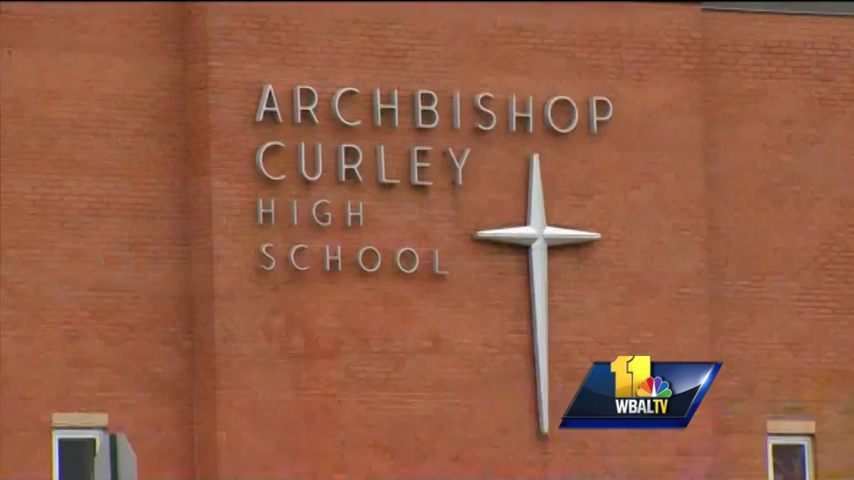 ARCHBISHOP
CURLEY
HIGH
SCHOOL
11
WBALTV